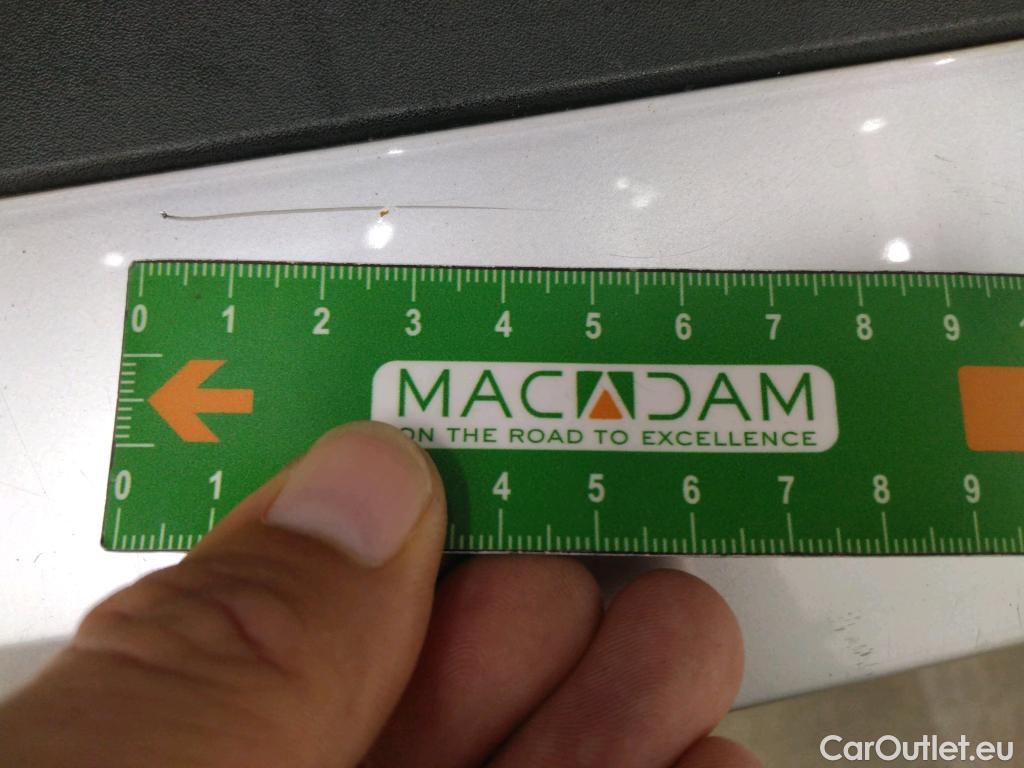 0 1 2 3 4 5 6 7 8 9
MACADAM
ON THE ROAD TO EXCELLENCE
0 1 4 5 6 7 8 9
CarOutlet.eu